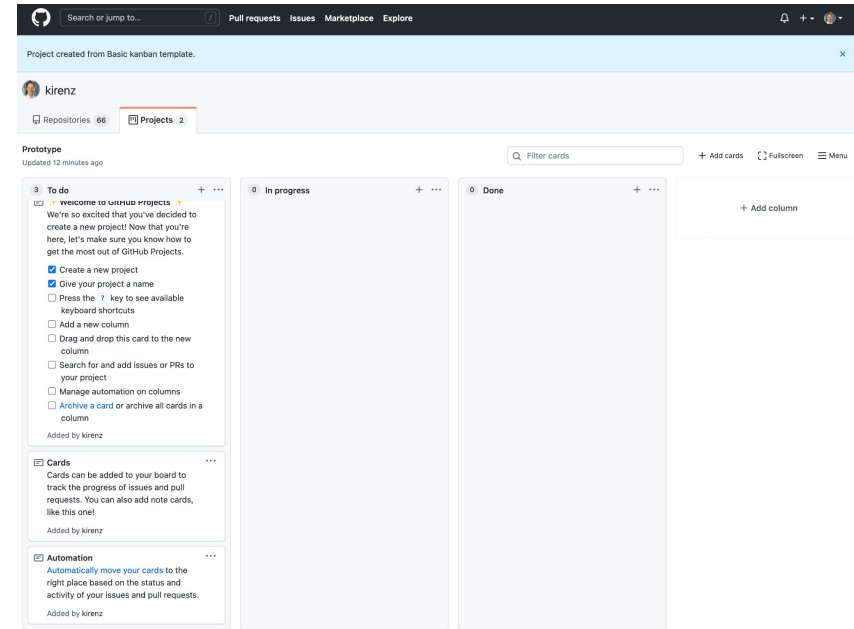 Search or jump to... / Pull requests Issues Marketplace Explore
Project created from Basic kanban template.
kirenz
Repositories 66 Projects 2
Prototype
Updated 12 minutes ago
Filter cards
+ Add cards Fullscreen Menu
3 To do
✨ Welcome to GitHub Projects ✨
We're so excited that you've decided to
create a new project! Now that you're
here, let's make sure you know how to
get the most out of GitHub Projects.
Create a new project
Give your project a name
Press the ? key to see available
keyboard shortcuts
Add a new column
Drag and drop this card to the new
column
Search for and add issues or PRs to
your project
Manage automation on columns
Archive a card or archive all cards in a
column
Added by kirenz
Cards
Cards can be added to your board to
track the progress of issues and pull
requests. You can also add note cards,
like this one!
Added by kirenz
Automation
Automatically move your cards to the
right place based on the status and
activity of your issues and pull requests.
Added by kirenz
0 In progress
0 Done
+ Add column